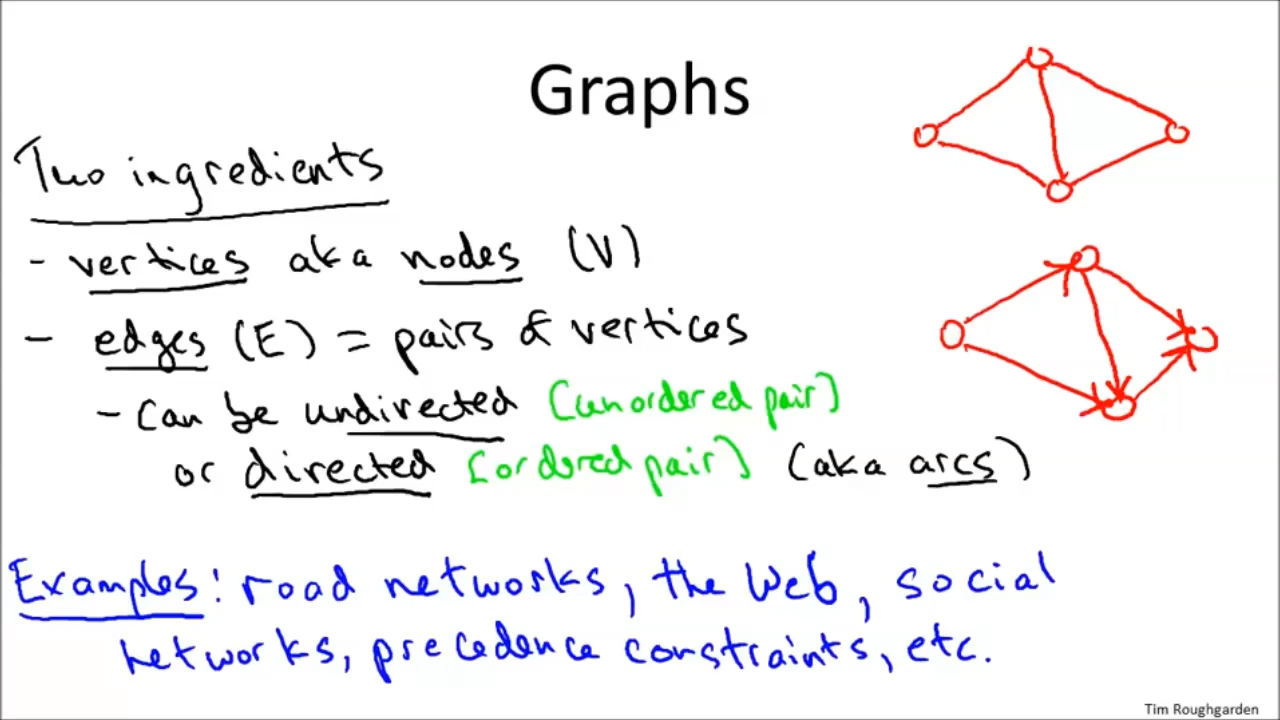 Graphs
Two ingredients
- vertices aka nodes (V)
- edges (E) = pairs of vertices
- can be undirected [unordered pair]
or directed [ordered pair] (aka arcs)
Examples: road networks, the Web, social
networks, precedence constraints, etc.
Tim Roughgarden